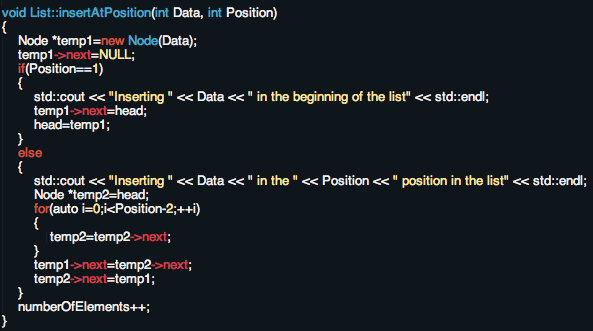 void List::insertAtPosition(int Data, int Position)
{
Node *temp1=new Node(Data);
temp1->next=NULL;
if(Position==1)
{
std::cout << "Inserting " << Data << " in the beginning of the list" << std::endl;
temp1->next=head;
head=temp1;
}
else
{
std::cout << "Inserting " << Data << " in the " << Position << " position in the list" << std::endl;
Node *temp2=head;
for(auto i=0;i<Position-2;++i)
{
temp2=temp2->next;
}
temp1->next=temp2->next;
temp2->next=temp1;
}
numberOfElements++;
}